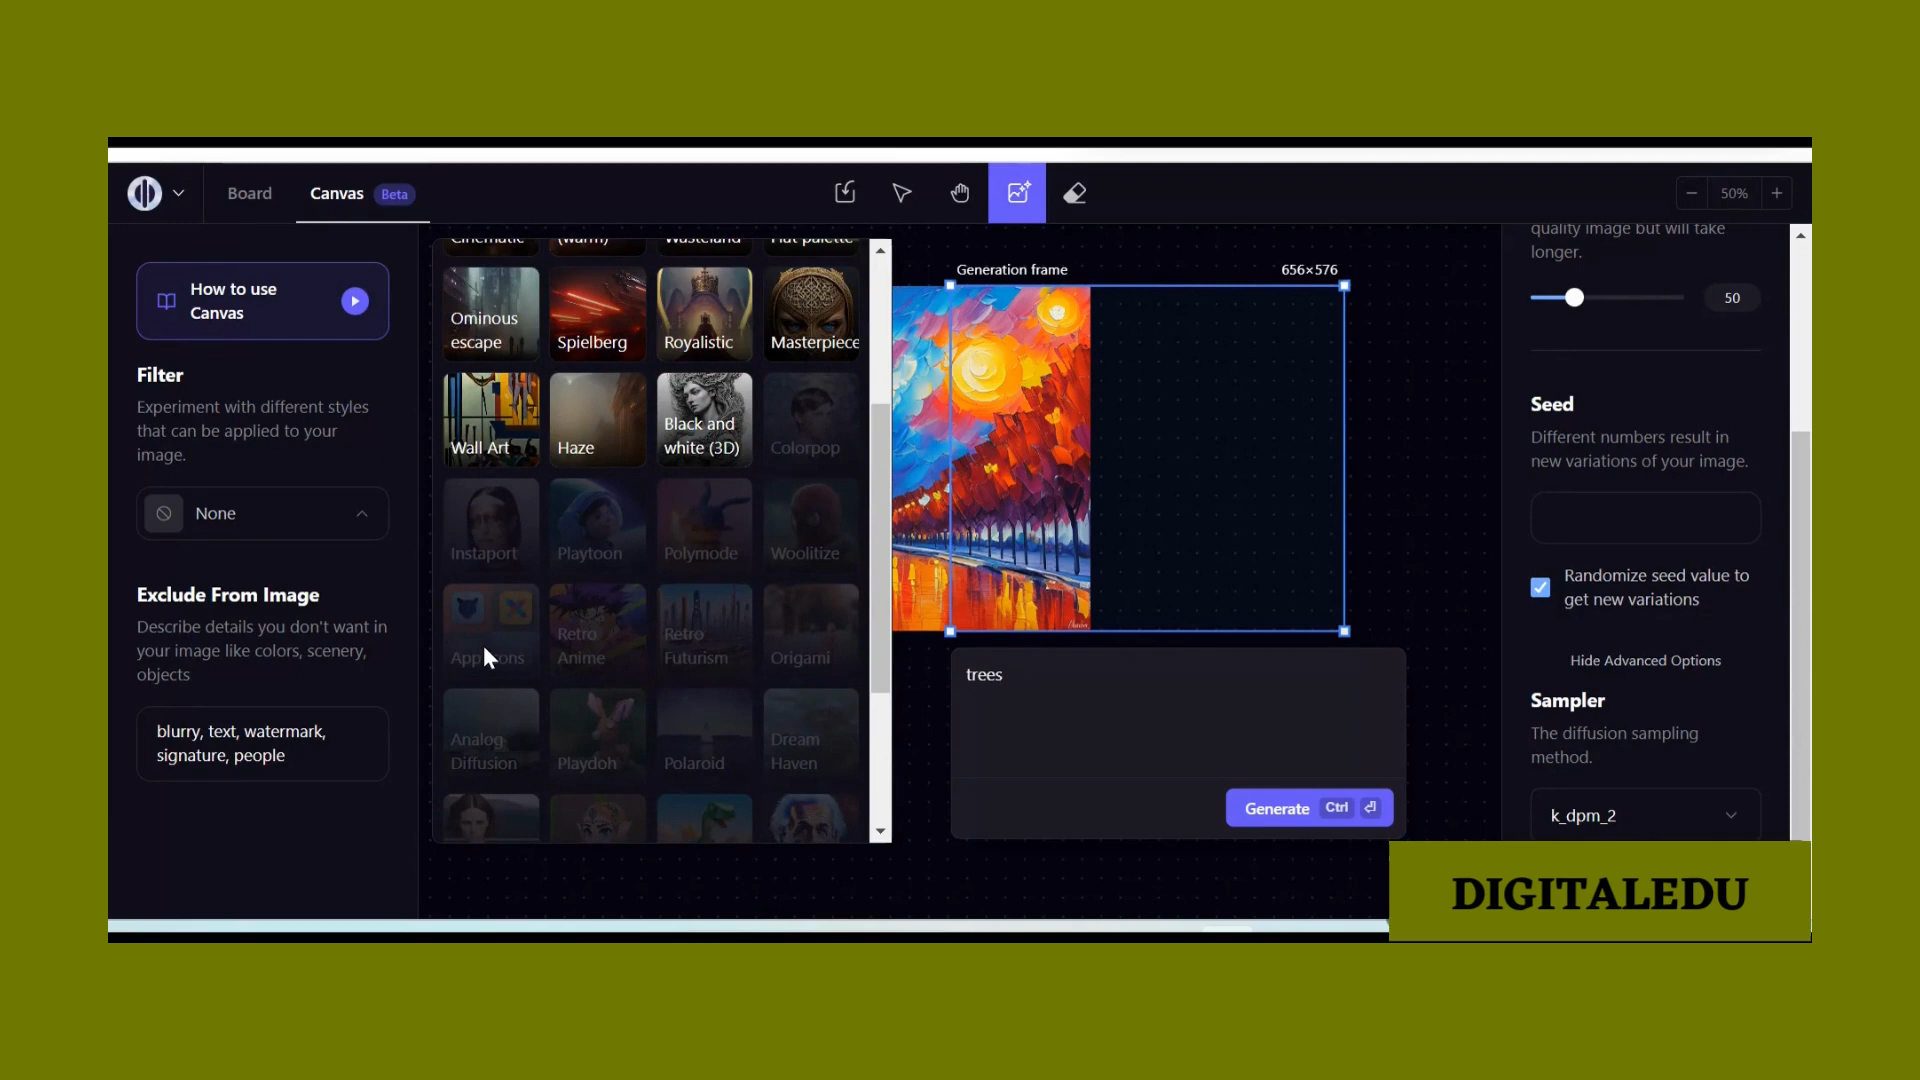 Board
Canvas
Beta
50%
How to use
Canvas
Filter
Experiment with different styles
that can be applied to your
image.
None
Exclude From Image
Describe details you don't want in
your image like colors, scenery,
objects
blurry, text, watermark,
signature, people
Cinematic
(warm)
Wasteland
Flat palette
Ominous
escape
Spielberg
Royalistic
Masterpiece
Wall Art
Haze
Black and
white (3D)
Colorpop
Instaport
Playtoon
Polymode
Woolitize
Retro
Anime
Retro
Futurism
Origami
Analog
Diffusion
Playdoh
Polaroid
Dream
Haven
Generation frame
656×576
trees
Generate
Ctrl
quality image but will take
longer.
50
Seed
Different numbers result in
new variations of your image.
Randomize seed value to
get new variations
Hide Advanced Options
Sampler
The diffusion sampling
method.
k_dpm_2
DIGITALEDU